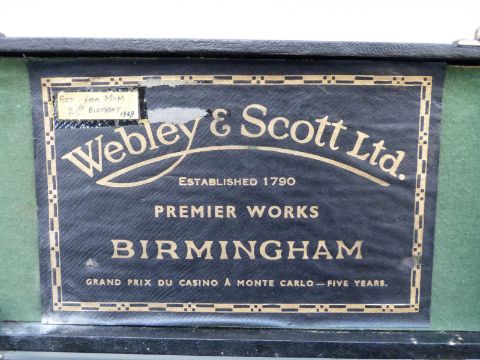 Roy from Mum
21st Birthday 1943
Webley & Scott Ltd.
ESTABLISHED 1790
PREMIER WORKS
BIRMINGHAM
GRAND PRIX DU CASINO À MONTE CARLO—FIVE YEARS.